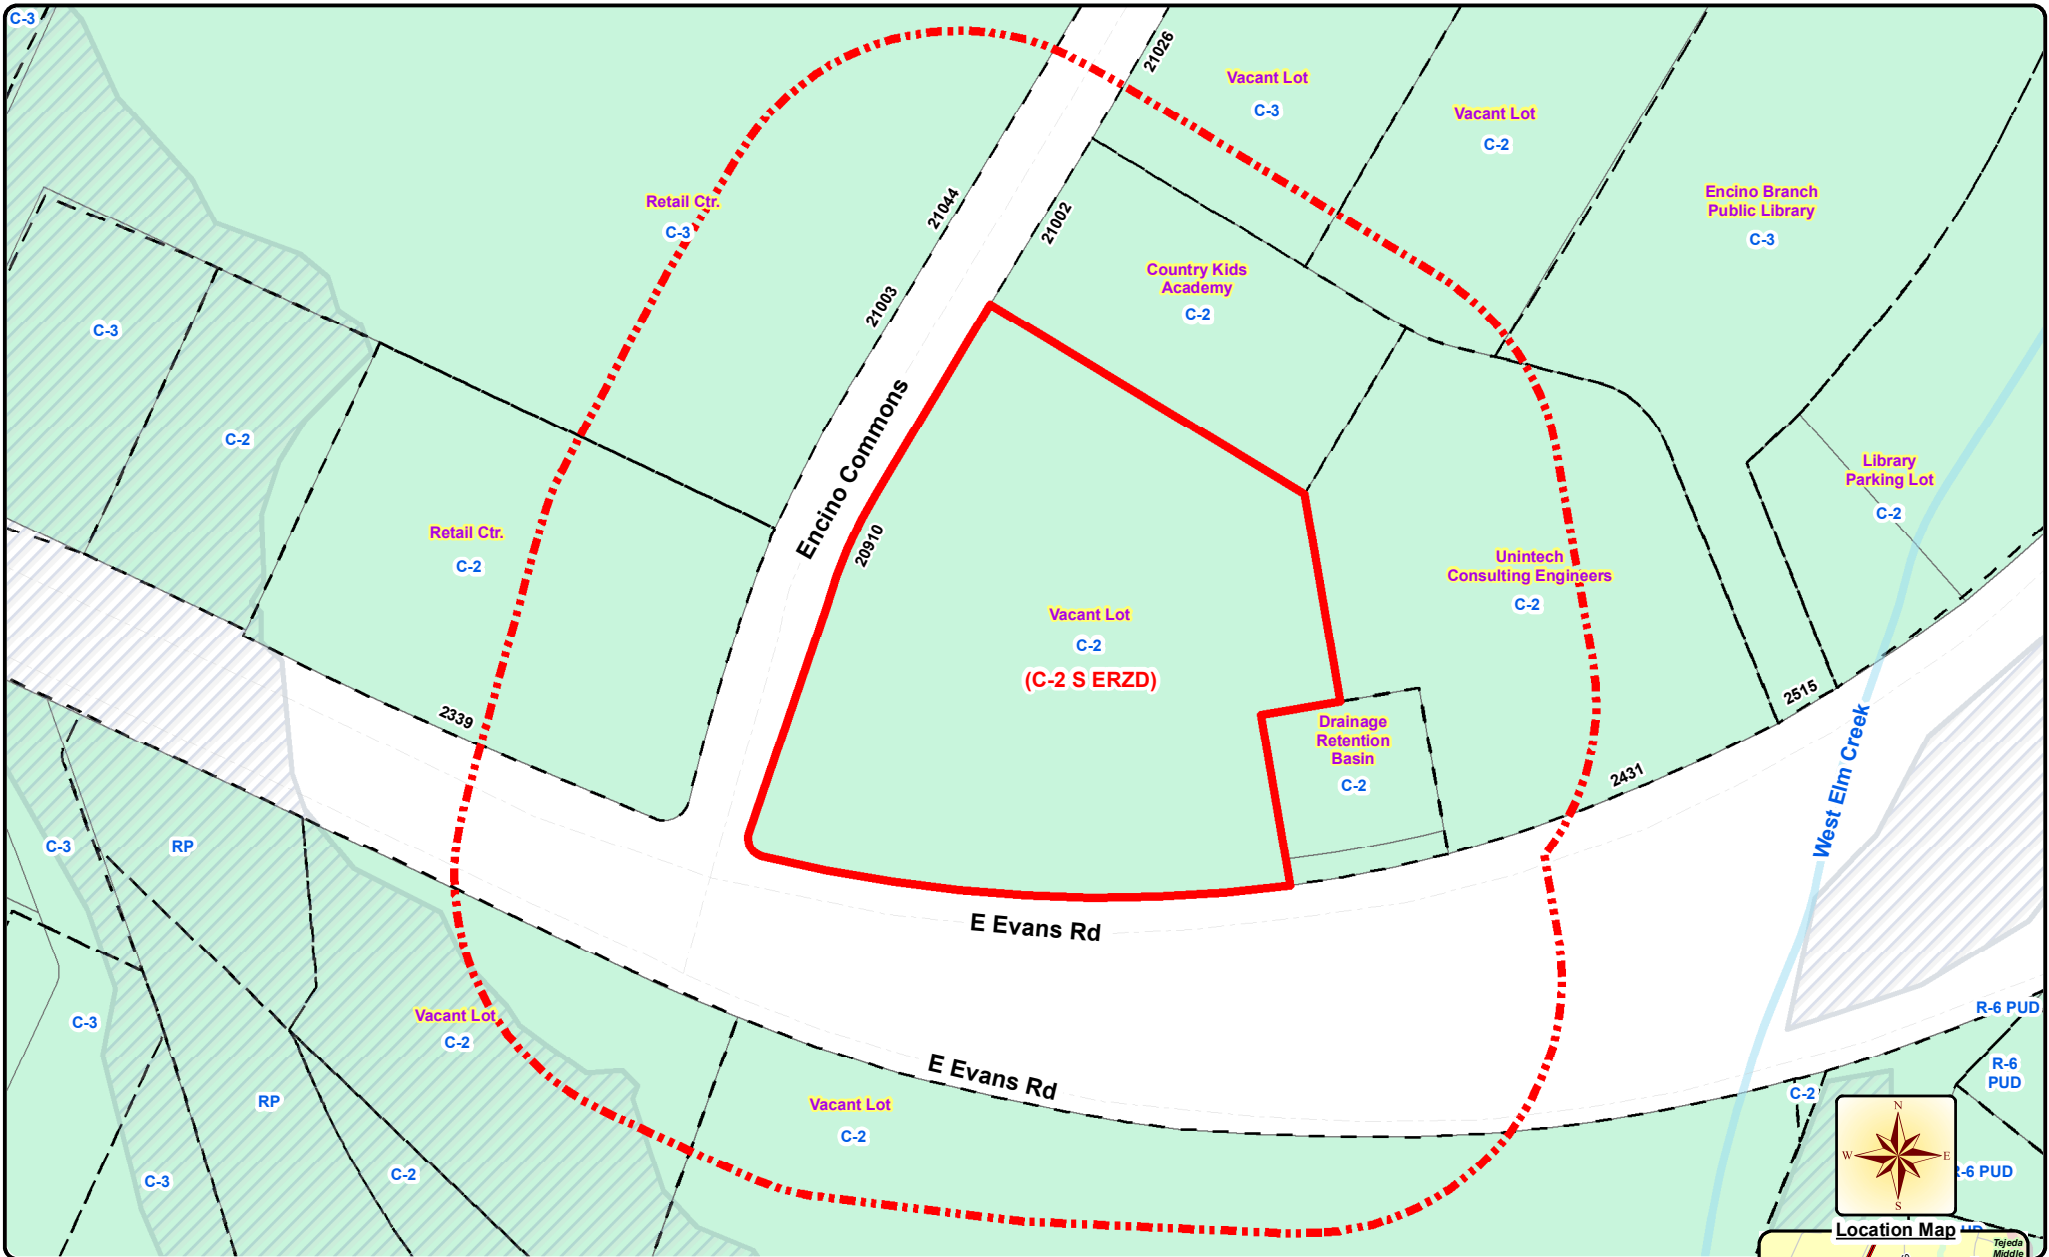 C-3
21026
Vacant Lot
C-3
Vacant Lot
C-2
Encino Branch
Public Library
C-3
Retail Ctr.
C-3
21044
21002
Country Kids
Academy
C-2
21003
C-3
C-2
Encino Commons
20910
Retail Ctr.
C-2
Library
Parking Lot
C-2
Unintech
Consulting Engineers
C-2
Vacant Lot
C-2
(C-2 S ERZD)
2339
Drainage
Retention
Basin
C-2
2515
2431
West Elm Creek
C-3
RP
E Evans Rd
C-3
Vacant Lot
C-2
R-6 PUD
E Evans Rd
R-6
PUD
RP
Vacant Lot
C-2
C-2
N
W
E
S
R-6 PUD
C-3
C-2
Location Map
Tejeda
Middle